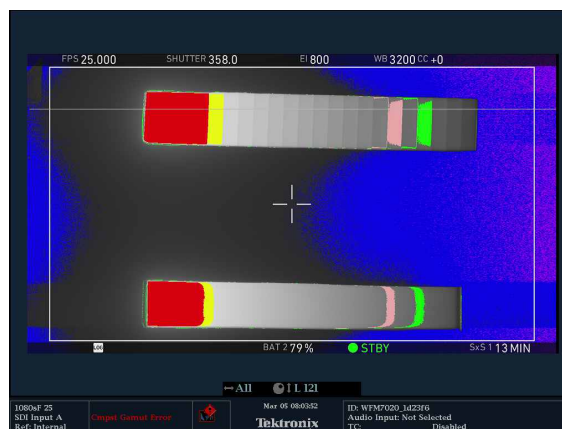 FPS 25.000 SHUTTER 358.0 EI 800 WB 3200 CC +0
LOG
BAT 2 79% STBY SxS 1 13 MIN
All L 121
1080sF 25
SDI Input A
Ref: Internal
Cmpst Gamut Error
Mar 05 08:03:52
Tektronix
ID: WFM7020_1d23f6
Audio Input: Not Selected
TC: Disabled